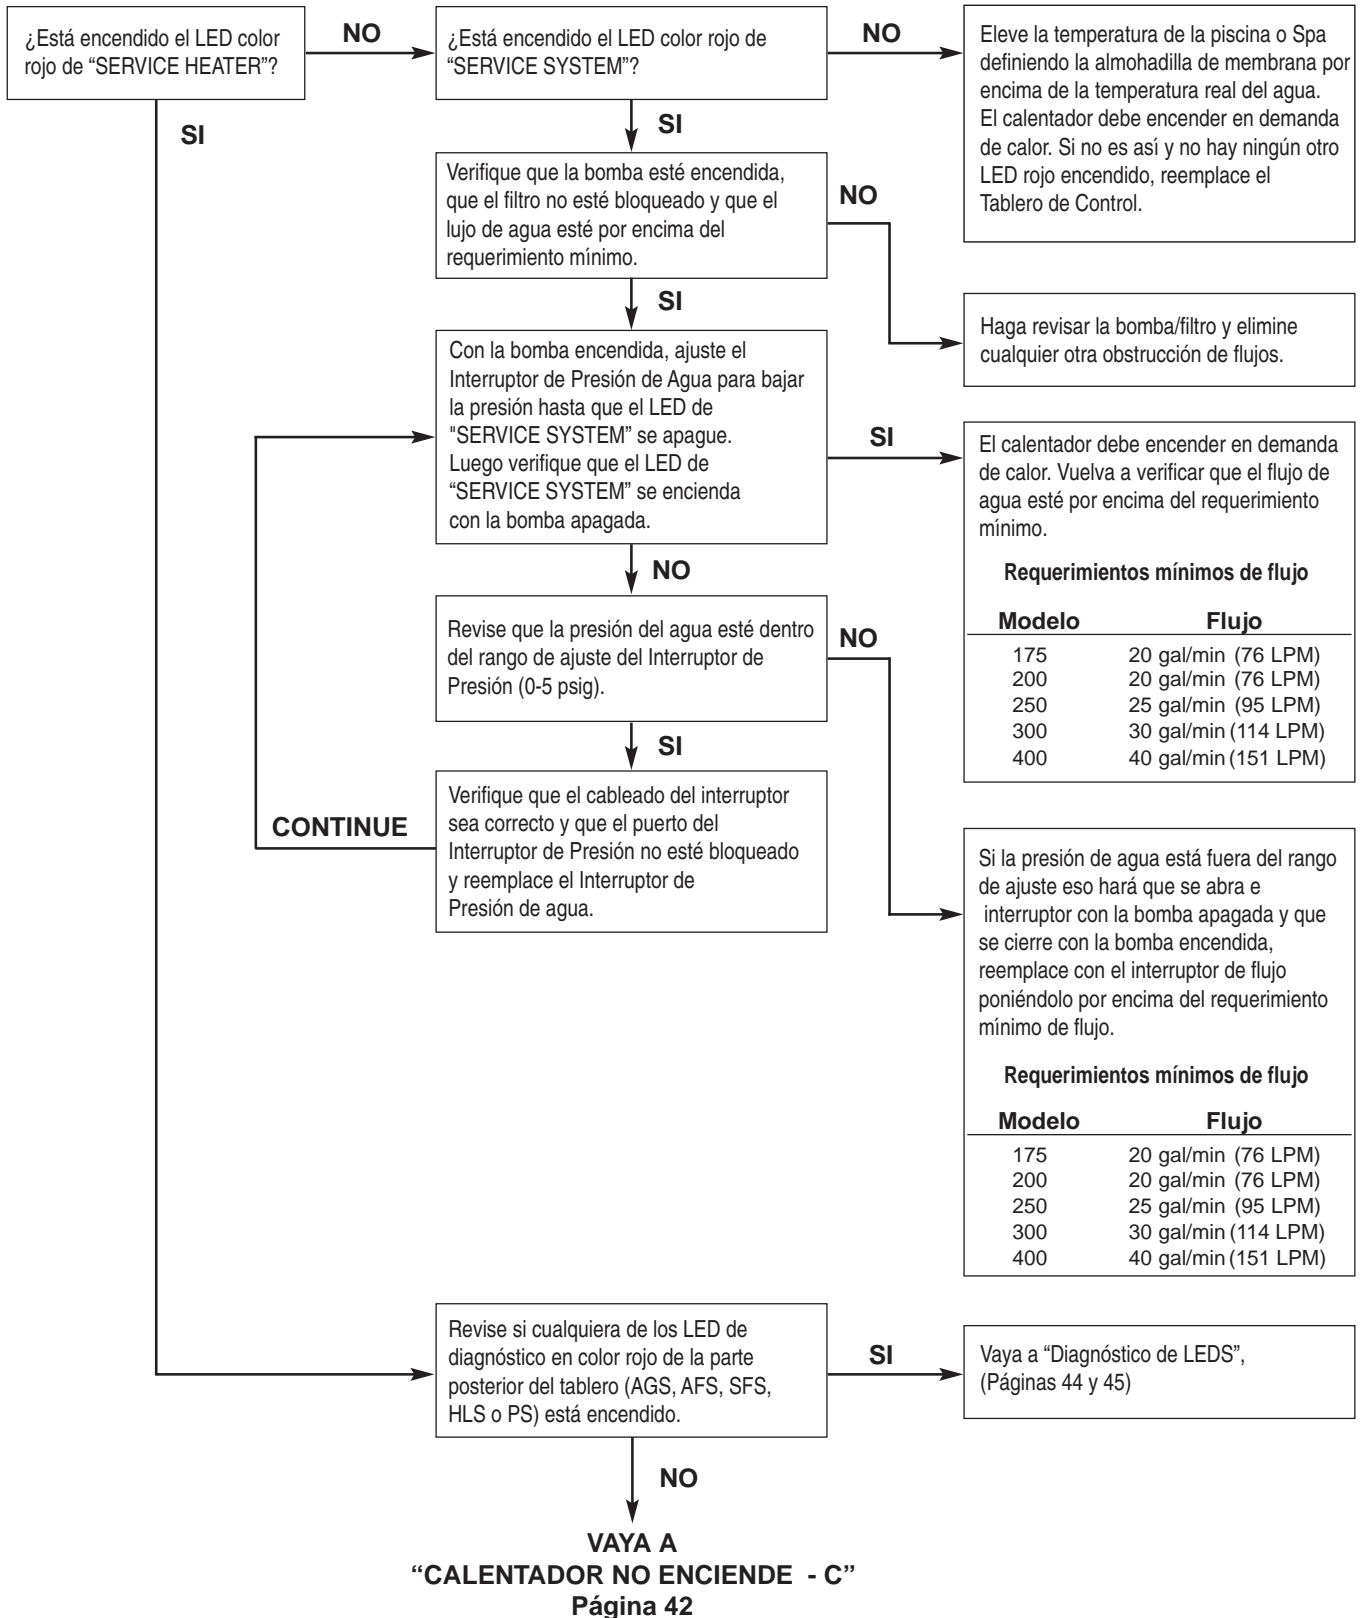 ¿Está encendido el LED color
rojo de “SERVICE HEATER”?
NO
¿Está encendido el LED color rojo de
“SERVICE SYSTEM”?
NO
Eleve la temperatura de la piscina o Spa
definiendo la almohadilla de membrana por
encima de la temperatura real del agua.
El calentador debe encender en demanda
de calor. Si no es así y no hay ningún otro
LED rojo encendido, reemplace el
Tablero de Control.
SI
SI
Verifique que la bomba esté encendida,
que el filtro no esté bloqueado y que el
lujo de agua esté por encima del
requerimiento mínimo.
NO
Haga revisar la bomba/filtro y elimine
cualquier otra obstrucción de flujos.
SI
Con la bomba encendida, ajuste el
Interruptor de Presión de Agua para bajar
la presión hasta que el LED de
"SERVICE SYSTEM” se apague.
Luego verifique que el LED de
“SERVICE SYSTEM” se encienda
con la bomba apagada.
SI
El calentador debe encender en demanda
de calor. Vuelva a verificar que el flujo de
agua esté por encima del requerimiento
mínimo.
Requerimientos mínimos de flujo
Modelo Flujo
175 20 gal/min (76 LPM)
200 20 gal/min (76 LPM)
250 25 gal/min (95 LPM)
300 30 gal/min (114 LPM)
400 40 gal/min (151 LPM)
NO
Revise que la presión del agua esté dentro
del rango de ajuste del Interruptor de
Presión (0-5 psig).
NO
SI
Verifique que el cableado del interruptor
sea correcto y que el puerto del
Interruptor de Presión no esté bloqueado
y reemplace el Interruptor de
Presión de agua.
CONTINUE
Si la presión de agua está fuera del rango
de ajuste eso hará que se abra e
interruptor con la bomba apagada y que
se cierre con la bomba encendida,
reemplace con el interruptor de flujo
poniéndolo por encima del requerimiento
mínimo de flujo.
Requerimientos mínimos de flujo
Modelo Flujo
175 20 gal/min (76 LPM)
200 20 gal/min (76 LPM)
250 25 gal/min (95 LPM)
300 30 gal/min (114 LPM)
400 40 gal/min (151 LPM)
Revise si cualquiera de los LED de
diagnóstico en color rojo de la parte
posterior del tablero (AGS, AFS, SFS,
HLS o PS) está encendido.
SI
Vaya a “Diagnóstico de LEDS”,
(Páginas 44 y 45)
NO
VAYA A
“CALENTADOR NO ENCIENDE - C”
Página 42